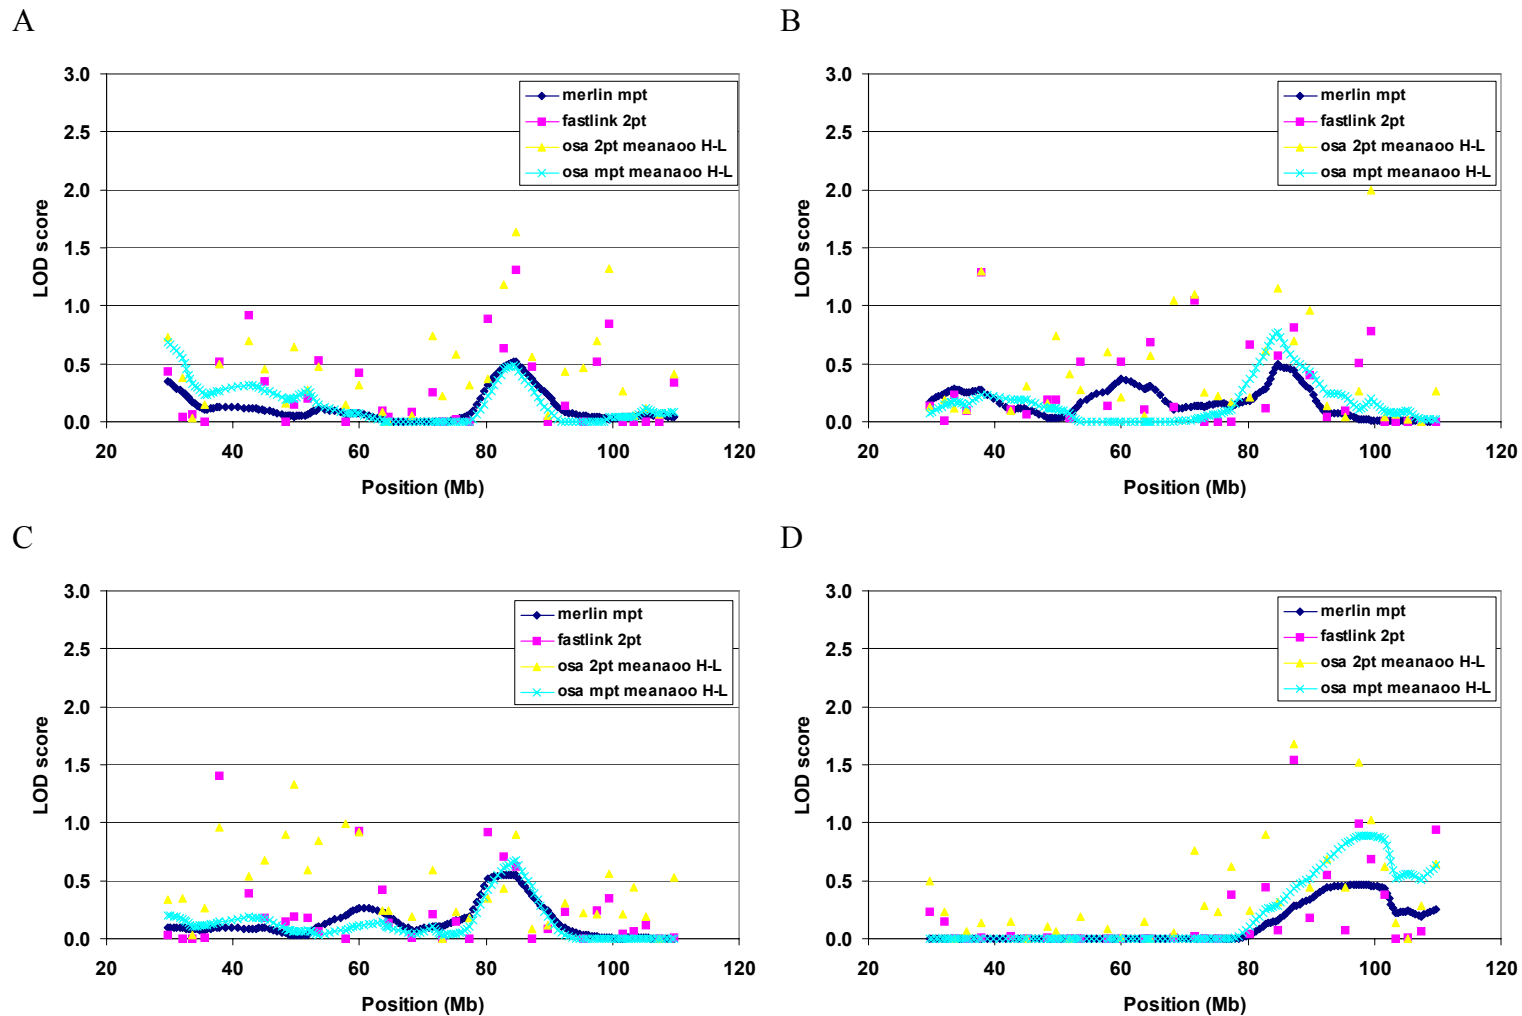 A
B
3.0
2.5
2.0
1.5
1.0
0.5
0.0
20
40
60
80
100
120
LOD score
Position (Mb)
merlin mpt
fastlink 2pt
osa 2pt meanaoo H-L
osa mpt meanaoo H-L
3.0
2.5
2.0
1.5
1.0
0.5
0.0
20
40
60
80
100
120
LOD score
Position (Mb)
merlin mpt
fastlink 2pt
osa 2pt meanaoo H-L
osa mpt meanaoo H-L
C
D
3.0
2.5
2.0
1.5
1.0
0.5
0.0
20
40
60
80
100
120
LOD score
Position (Mb)
merlin mpt
fastlink 2pt
osa 2pt meanaoo H-L
osa mpt meanaoo H-L
3.0
2.5
2.0
1.5
1.0
0.5
0.0
20
40
60
80
100
120
LOD score
Position (Mb)
merlin mpt
fastlink 2pt
osa 2pt meanaoo H-L
osa mpt meanaoo H-L